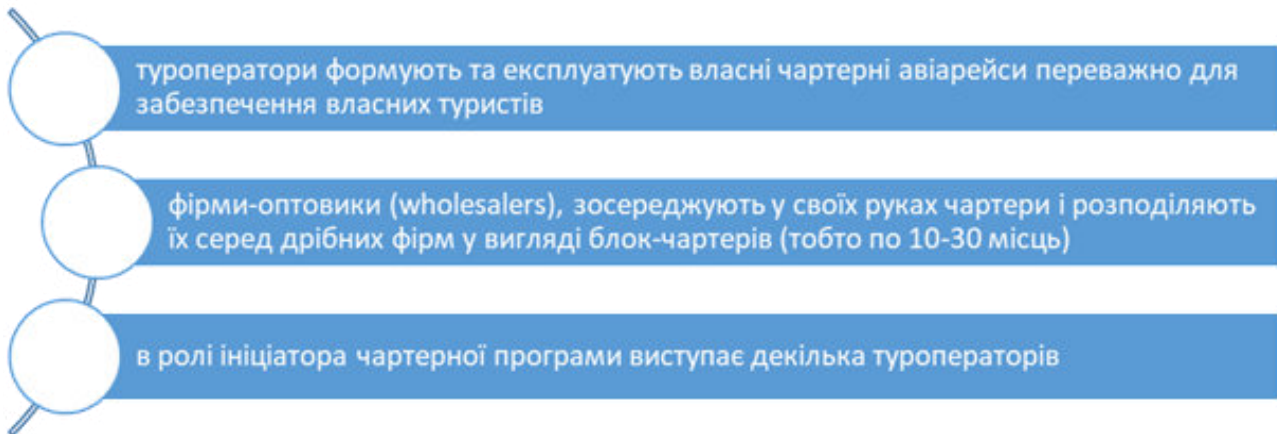 туроператори формують та експлуатують власні чартерні авіарейси переважно для
забезпечення власних туристів
фірми-оптовики (wholesalers), зосереджують у своїх руках чартери і розподіляють
їх серед дрібних фірм у вигляді блок-чартерів (тобто по 10-30 місць)
в ролі ініціатора чартерної програми виступає декілька туроператорів